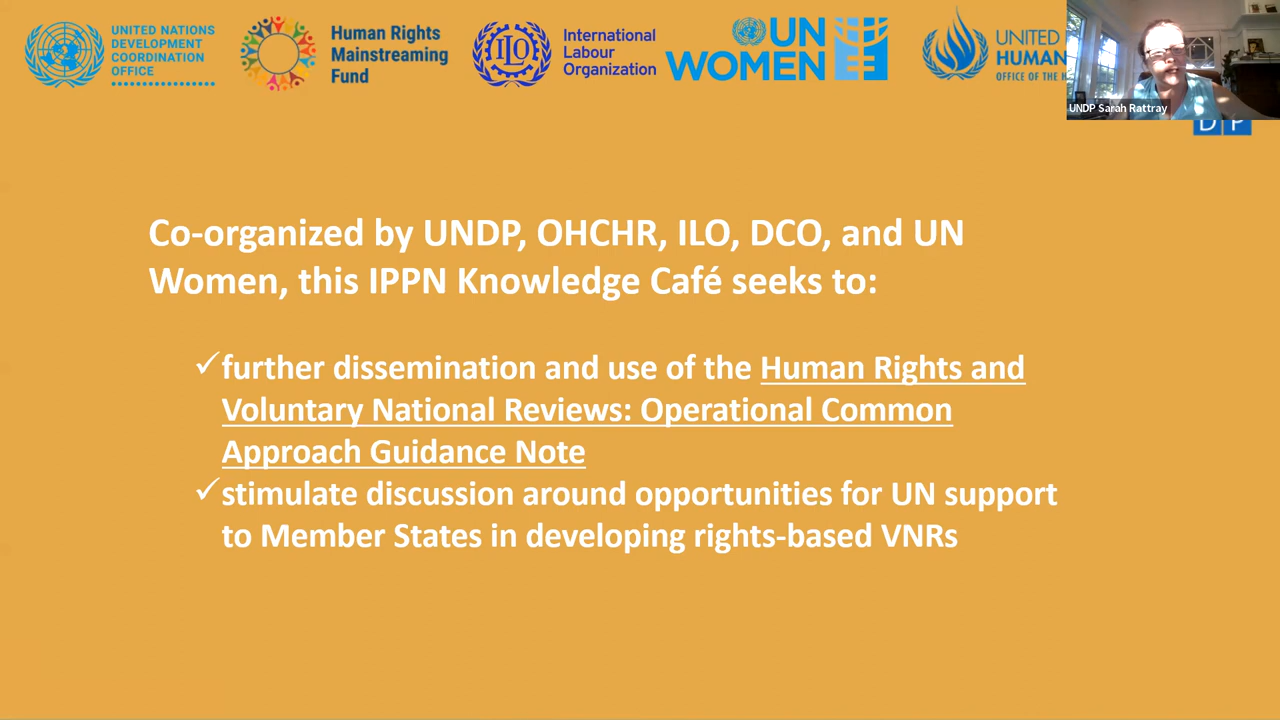 UNITED NATIONS
DEVELOPMENT
COORDINATION
OFFICE
Human Rights
Mainstreaming
Fund
ILO
International
Labour
Organization
UN
WOMEN
UNITED
HUMAN
OFFICE OF THE
UNDP Sarah Rattray
D P
Co-organized by UNDP, OHCHR, ILO, DCO, and UN
Women, this IPPN Knowledge Café seeks to:
✓further dissemination and use of the Human Rights and
Voluntary National Reviews: Operational Common
Approach Guidance Note
✓stimulate discussion around opportunities for UN support
to Member States in developing rights-based VNRs